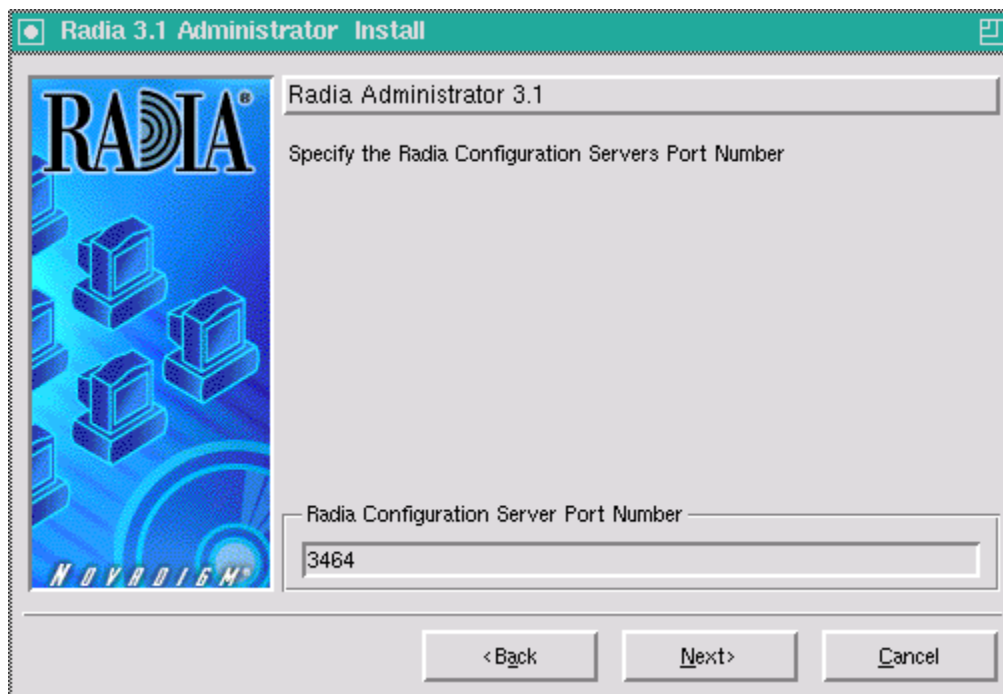 Radia 3.1 Administrator Install
RADIA®
Radia Administrator 3.1
Specify the Radia Configuration Servers Port Number
Radia Configuration Server Port Number
3464
NOVADIGM®
<Back
Next>
Cancel